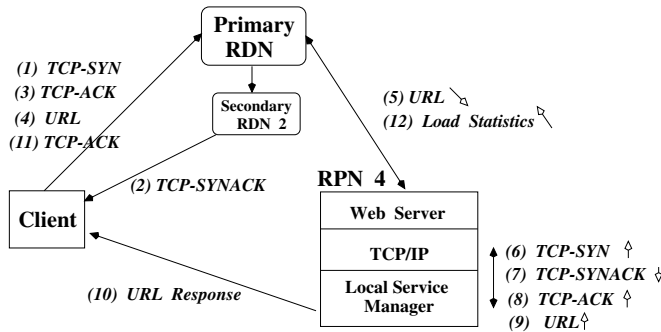 Primary
RDN
(1) TCP-SYN
(3) TCP-ACK
(4) URL
(11) TCP-ACK
Secondary
RDN 2
(5) URL
(12) Load Statistics
(2) TCP-SYNACK
RPN 4
Client
Web Server
TCP/IP
Local Service
Manager
(6) TCP-SYN
(7) TCP-SYNACK
(8) TCP-ACK
(9) URL
(10) URL Response